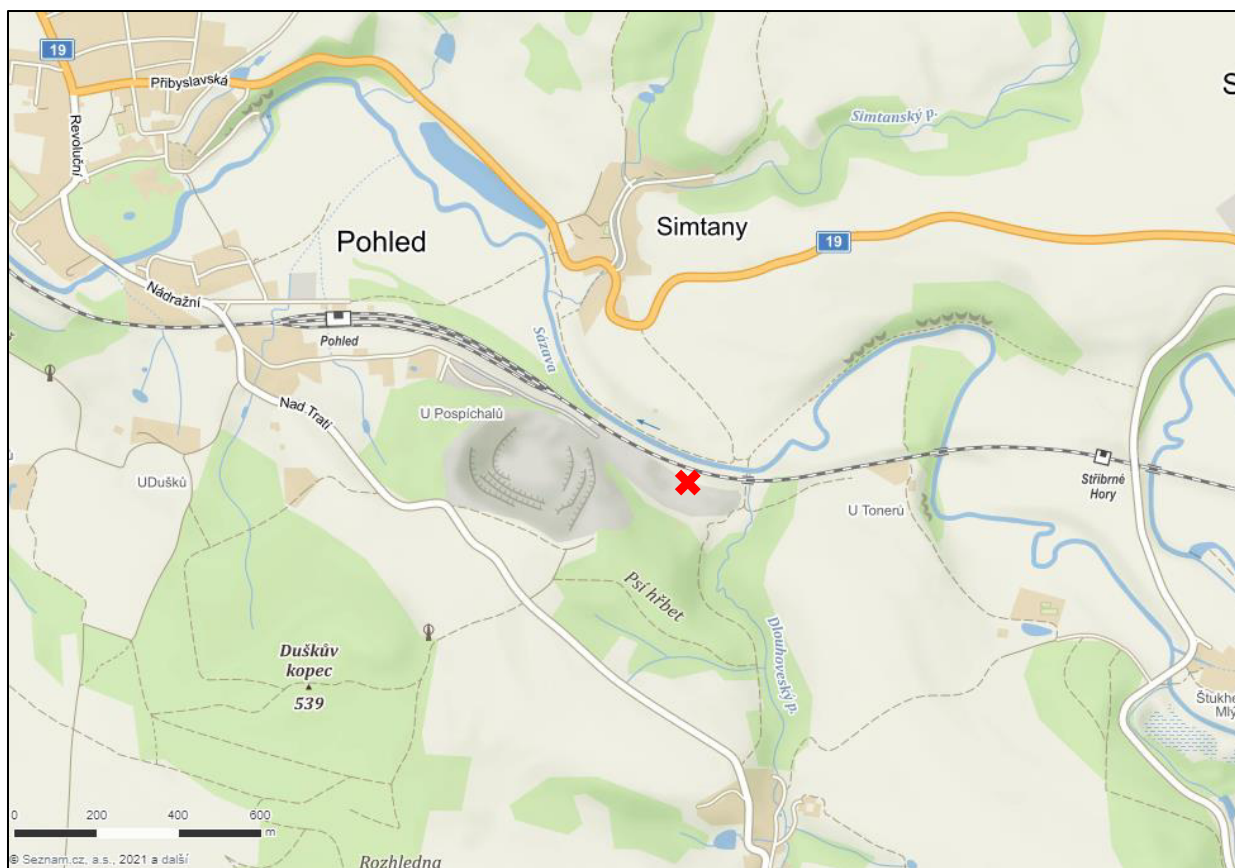 19
Přibyslavská
Revoluční
Simtanský p.
S
Pohled
Simtany
19
Nádražní
Pohled
Sázava
Nad Tratí
U Pospíchalů
UDušků
ů
Stříbrné
Hory
U Tonerů
Psí hřbet
Dlouhoveský p.
Duškův
kopec
539
Štukhe
Mlý
0 200 400 600
m
© Seznam.cz, a.s., 2021 a další
Rozhledna